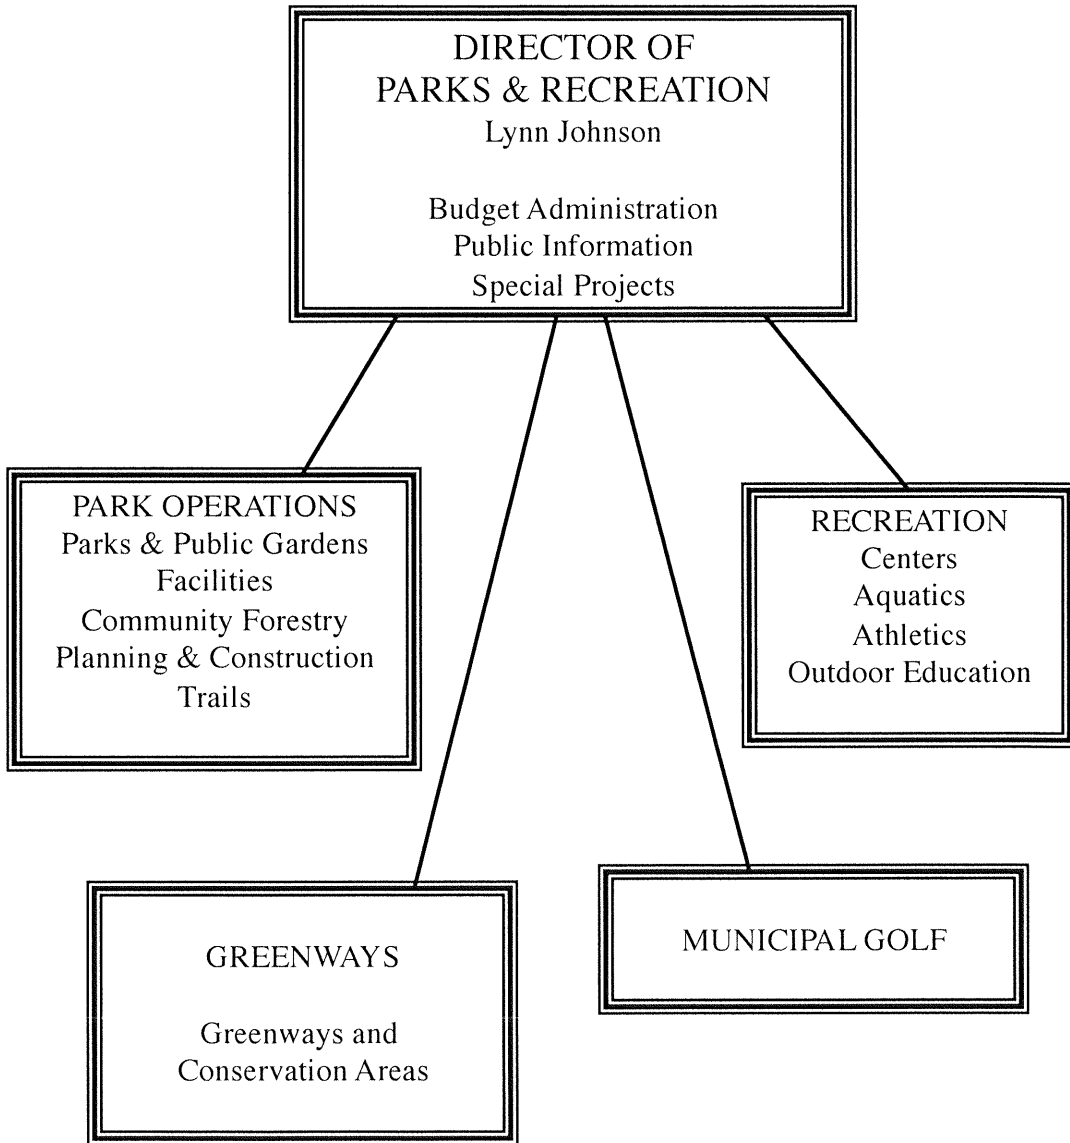 DIRECTOR OF
PARKS & RECREATION
Lynn Johnson
Budget Administration
Public Information
Special Projects
PARK OPERATIONS
Parks & Public Gardens
Facilities
Community Forestry
Planning & Construction
Trails
RECREATION
Centers
Aquatics
Athletics
Outdoor Education
GREENWAYS
Greenways and
Conservation Areas
MUNICIPAL GOLF